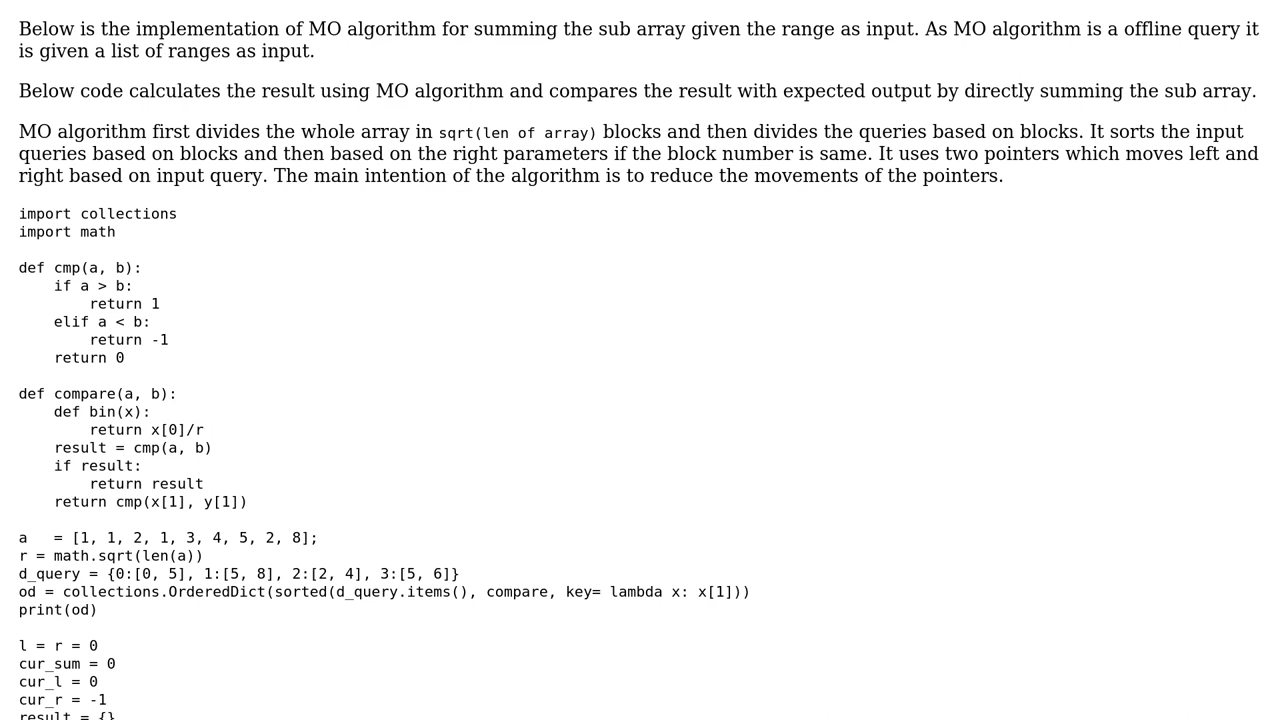 Below is the implementation of MO algorithm for summing the sub array given the range as input. As MO algorithm is a offline query it
is given a list of ranges as input.
Below code calculates the result using MO algorithm and compares the result with expected output by directly summing the sub array.
MO algorithm first divides the whole array in sqrt(len of array) blocks and then divides the queries based on blocks. It sorts the input
queries based on blocks and then based on the right parameters if the block number is same. It uses two pointers which moves left and
right based on input query. The main intention of the algorithm is to reduce the movements of the pointers.
import collections
import math
def cmp(a, b):
    if a > b:
        return 1
    elif a < b:
        return -1
    return 0
def compare(a, b):
    def bin(x):
        return x[0]/r
    result = cmp(a, b)
    if result:
        return result
    return cmp(x[1], y[1])
a   = [1, 1, 2, 1, 3, 4, 5, 2, 8];
r = math.sqrt(len(a))
d_query = {0:[0, 5], 1:[5, 8], 2:[2, 4], 3:[5, 6]}
od = collections.OrderedDict(sorted(d_query.items(), compare, key= lambda x: x[1]))
print(od)
l = r = 0
cur_sum = 0
cur_l = 0
cur_r = -1
result = {}